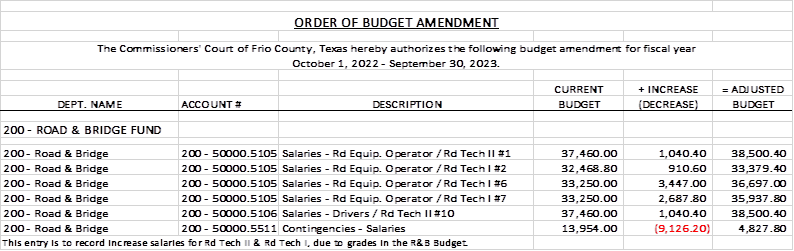 ORDER OF BUDGET AMENDMENT
The Commissioners' Court of Frio County, Texas hereby authorizes the following budget amendment for fiscal year
October 1, 2022 - September 30, 2023.
CURRENT + INCREASE = ADJUSTED
DEPT. NAME ACCOUNT # DESCRIPTION BUDGET (DECREASE) BUDGET
200 - ROAD & BRIDGE FUND
200 - Road & Bridge 200 - 50000.5105 Salaries - Rd Equip. Operator / Rd Tech II #1 37,460.00 1,040.40 38,500.40
200 - Road & Bridge 200 - 50000.5105 Salaries - Rd Equip. Operator / Rd Tech I #2 32,468.80 910.60 33,379.40
200 - Road & Bridge 200 - 50000.5105 Salaries - Rd Equip. Operator / Rd Tech I #6 33,250.00 3,447.00 36,697.00
200 - Road & Bridge 200 - 50000.5105 Salaries - Rd Equip. Operator / Rd Tech I #7 33,250.00 2,687.80 35,937.80
200 - Road & Bridge 200 - 50000.5106 Salaries - Drivers / Rd Tech II #10 37,460.00 1,040.40 38,500.40
200 - Road & Bridge 200 - 50000.5511 Contingencies - Salaries 13,954.00 (9,126.20) 4,827.80
This entry is to record increase salaries for Rd Tech II & Rd Tech I, due to grades in the R&B Budget.